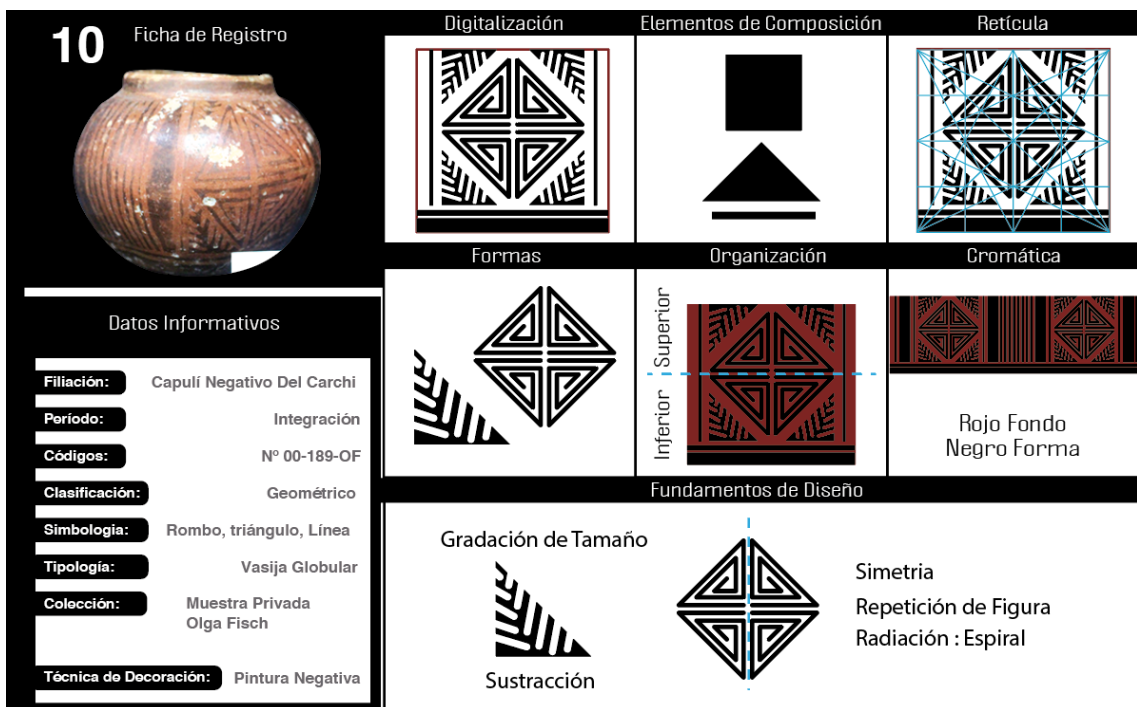 10
Ficha de Registro
Datos Informativos
Filiación: Capulí Negativo Del Carchi
Período: Integración
Códigos: Nº 00-189-OF
Clasificación: Geométrico
Simbologia: Rombo, triángulo, Línea
Tipología: Vasija Globular
Colección: Muestra Privada
Olga Fisch
Técnica de Decoración: Pintura Negativa
Digitalización
Elementos de Composición
Retícula
Formas
Organización
Superior
Inferior
Cromática
Rojo Fondo
Negro Forma
Fundamentos de Diseño
Gradación de Tamaño
Sustracción
Simetria
Repetición de Figura
Radiación : Espiral